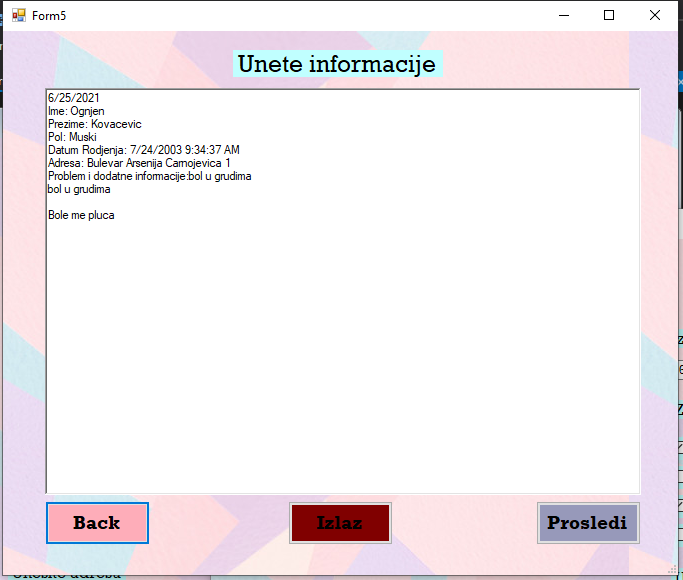 Form5
Unete informacije
6/25/2021
Ime: Ognjen
Prezime: Kovacevic
Pol: Muski
Datum Rodjenja: 7/24/2003 9:34:37 AM
Adresa: Bulevar Arsenija Carnojevica 1
Problem i dodatne informacije:bol u grudima
bol u grudima
Bole me pluca
Back
Izlaz
Prosledi